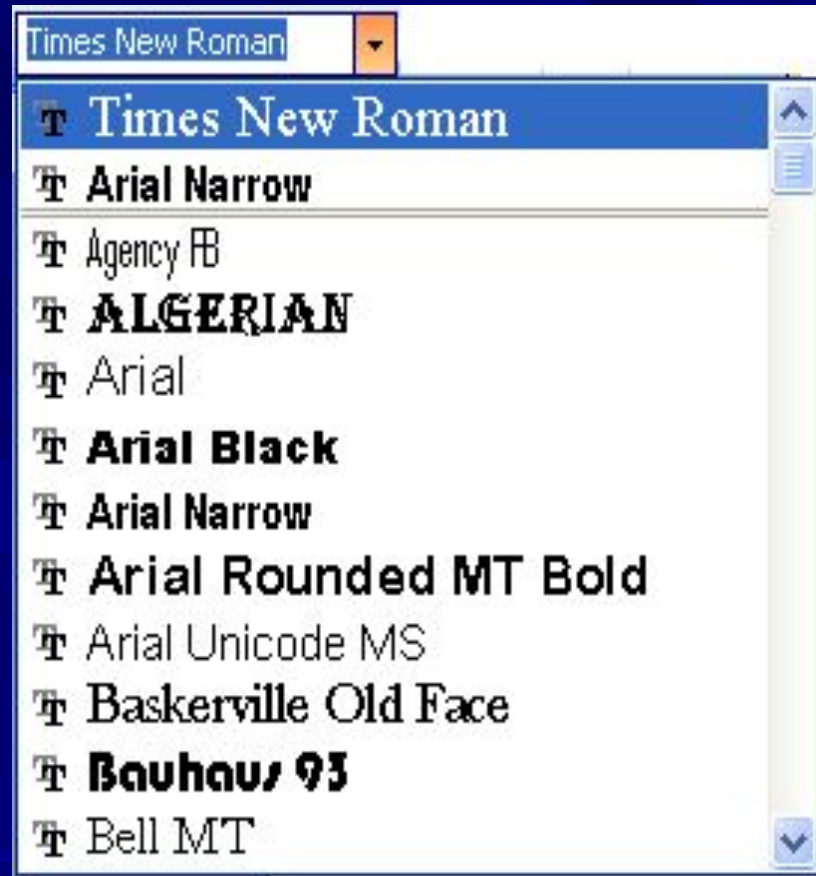 Times New Roman
Times New Roman
Arial Narrow
Agency FB
ALGERIAN
Arial
Arial Black
Arial Narrow
Arial Rounded MT Bold
Arial Unicode MS
Baskerville Old Face
Bauhaus 93
Bell MT